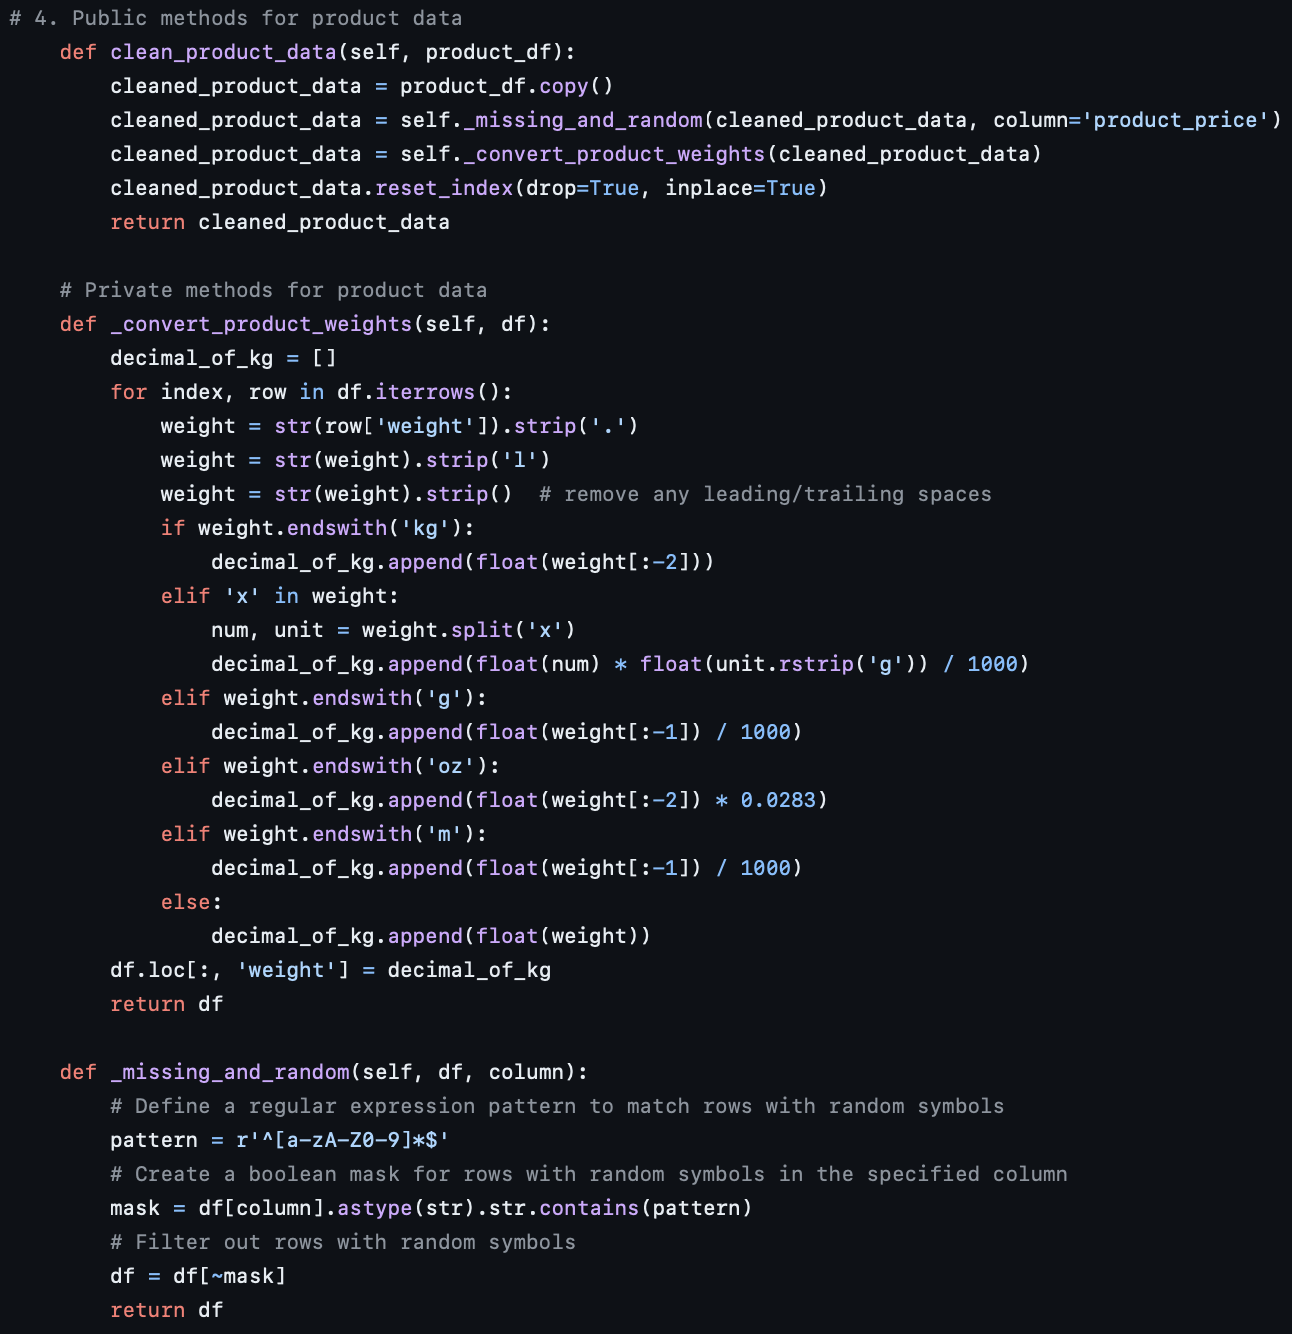 # 4. Public methods for product data
    def clean_product_data(self, product_df):
        cleaned_product_data = product_df.copy()
        cleaned_product_data = self._missing_and_random(cleaned_product_data, column='product_price')
        cleaned_product_data = self._convert_product_weights(cleaned_product_data)
        cleaned_product_data.reset_index(drop=True, inplace=True)
        return cleaned_product_data

    # Private methods for product data
    def _convert_product_weights(self, df):
        decimal_of_kg = []
        for index, row in df.iterrows():
            weight = str(row['weight']).strip('.')
            weight = str(weight).strip('l')
            weight = str(weight).strip()  # remove any leading/trailing spaces
            if weight.endswith('kg'):
                decimal_of_kg.append(float(weight[:-2]))
            elif 'x' in weight:
                num, unit = weight.split('x')
                decimal_of_kg.append(float(num) * float(unit.rstrip('g')) / 1000)
            elif weight.endswith('g'):
                decimal_of_kg.append(float(weight[:-1]) / 1000)
            elif weight.endswith('oz'):
                decimal_of_kg.append(float(weight[:-2]) * 0.0283)
            elif weight.endswith('m'):
                decimal_of_kg.append(float(weight[:-1]) / 1000)
            else:
                decimal_of_kg.append(float(weight))
        df.loc[:, 'weight'] = decimal_of_kg
        return df

    def _missing_and_random(self, df, column):
        # Define a regular expression pattern to match rows with random symbols
        pattern = r'^[a-zA-Z0-9]*$'
        # Create a boolean mask for rows with random symbols in the specified column
        mask = df[column].astype(str).str.contains(pattern)
        # Filter out rows with random symbols
        df = df[~mask]
        return df